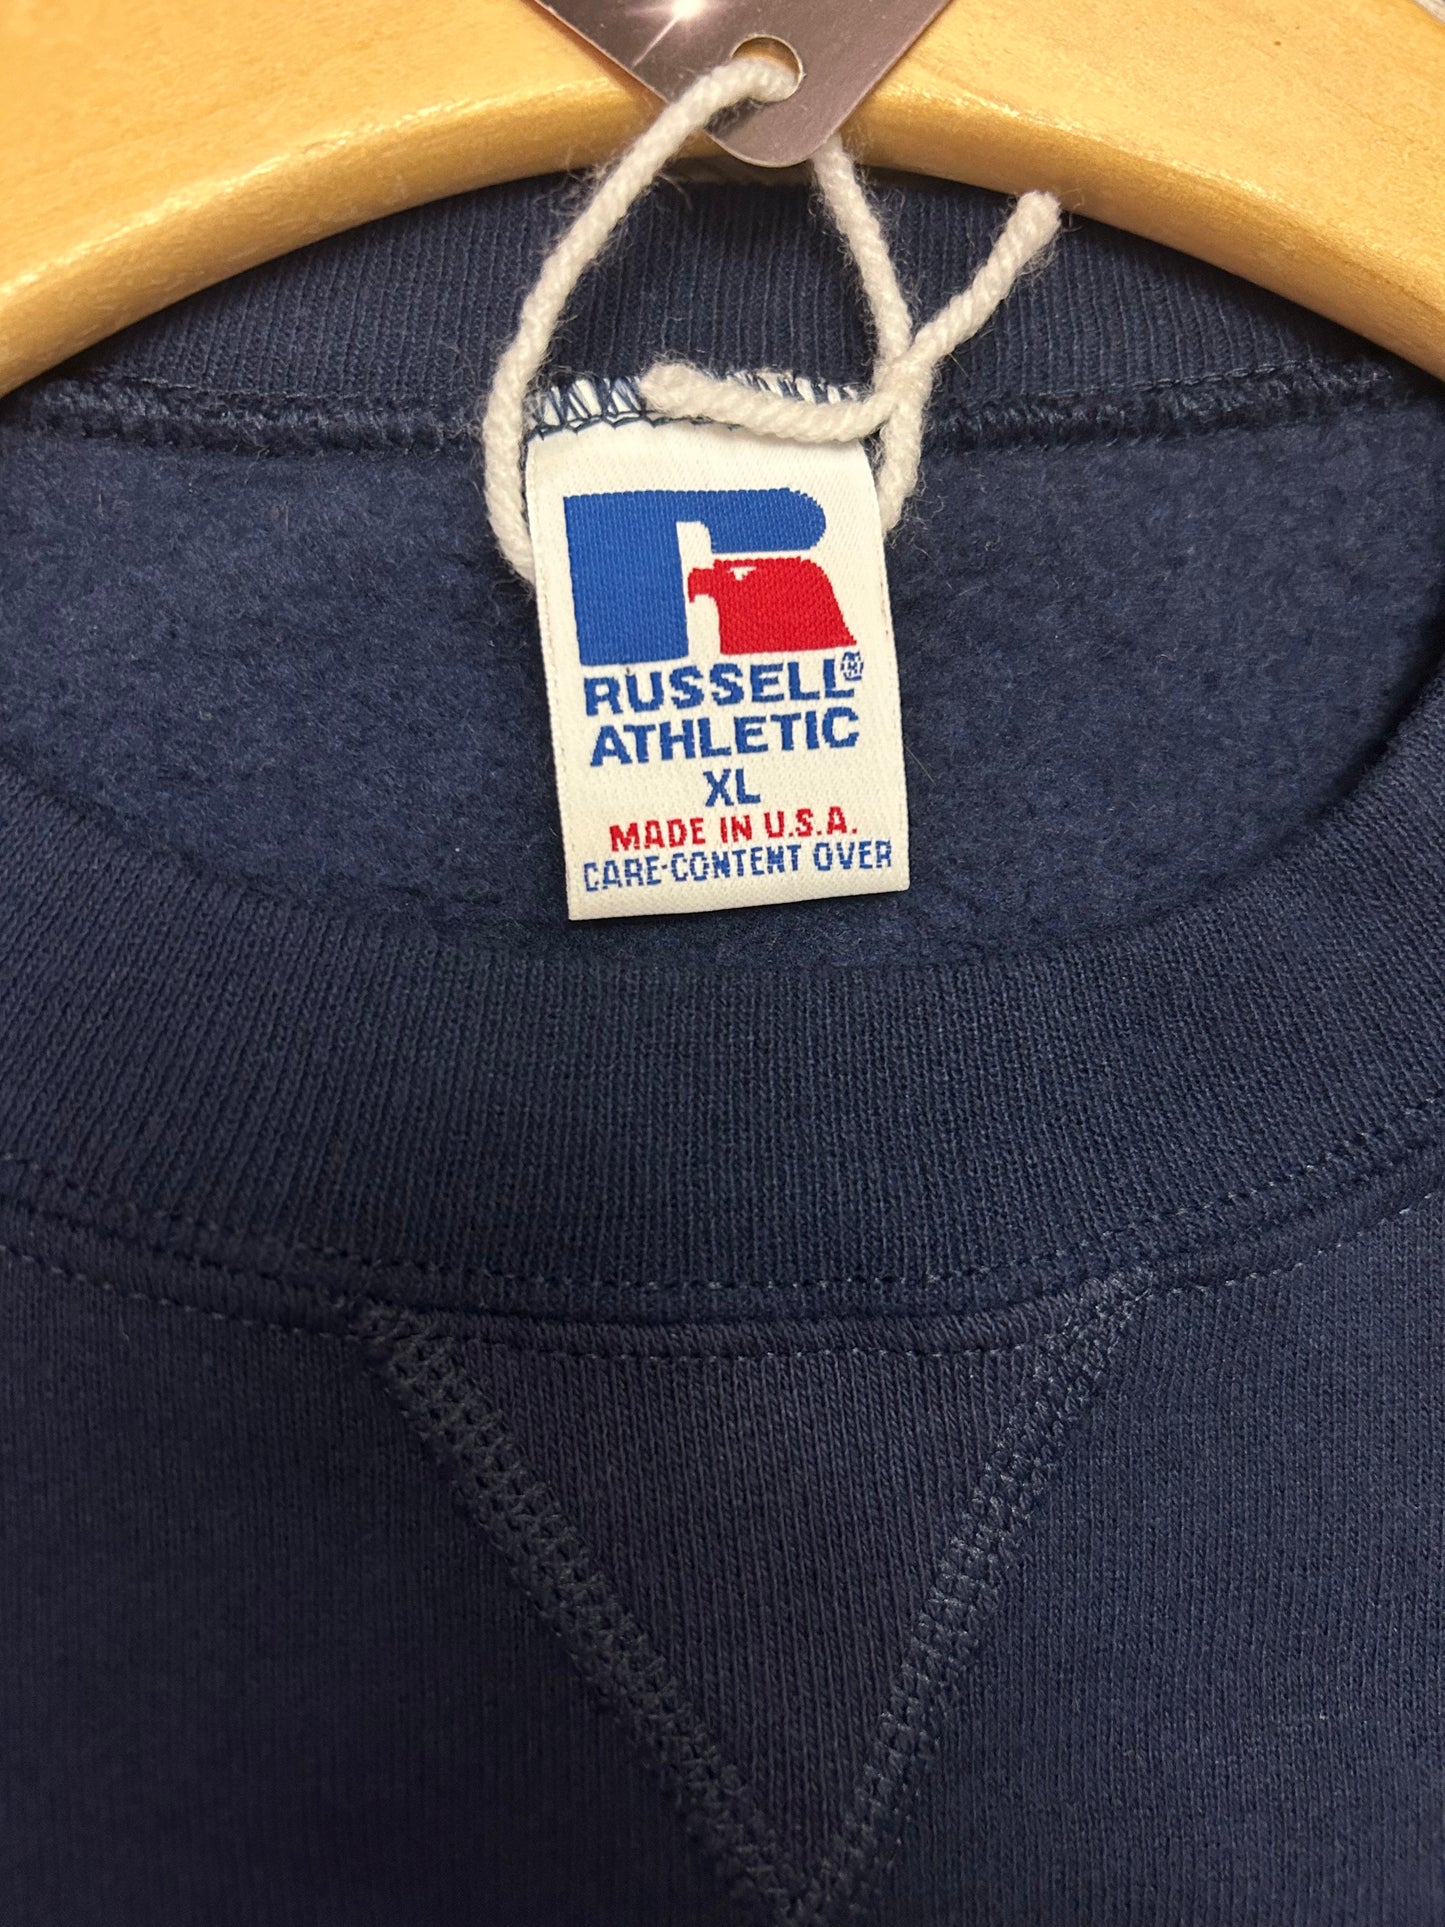 RUSSELL®
ATHLETIC
XL
MADE IN U.S.A.
CARE-CONTENT OVER